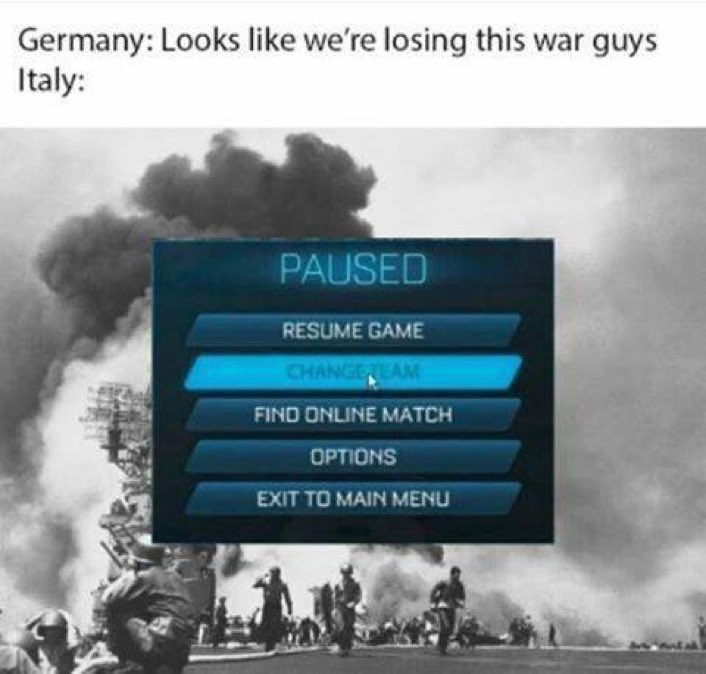 Germany: Looks like we're losing this war guys
Italy:
PAUSED
RESUME GAME
CHANGE TEAM
FIND ONLINE MATCH
OPTIONS
EXIT TO MAIN MENU